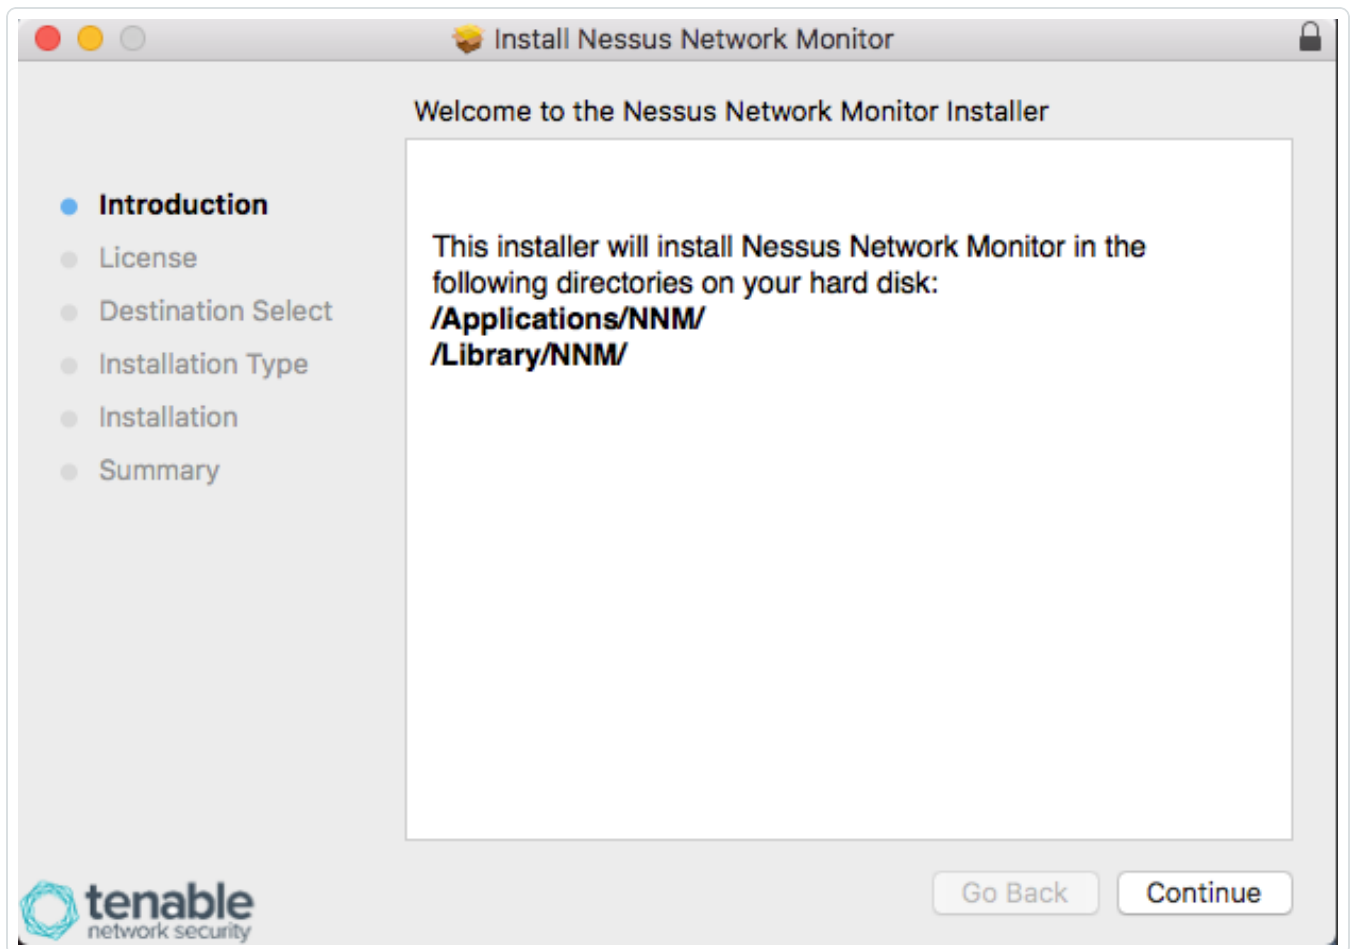 Install Nessus Network Monitor
Welcome to the Nessus Network Monitor Installer
Introduction
License
Destination Select
Installation Type
Installation
Summary
This installer will install Nessus Network Monitor in the
following directories on your hard disk:
/Applications/NNM/
/Library/NNM/
tenable
network security
Go Back
Continue